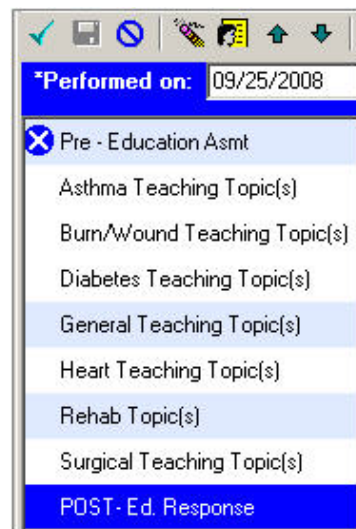 *Performed on: 09/25/2008
Pre - Education Asmt
Asthma Teaching Topic(s)
Burn/Wound Teaching Topic(s)
Diabetes Teaching Topic(s)
General Teaching Topic(s)
Heart Teaching Topic(s)
Rehab Topic(s)
Surgical Teaching Topic(s)
POST- Ed. Response